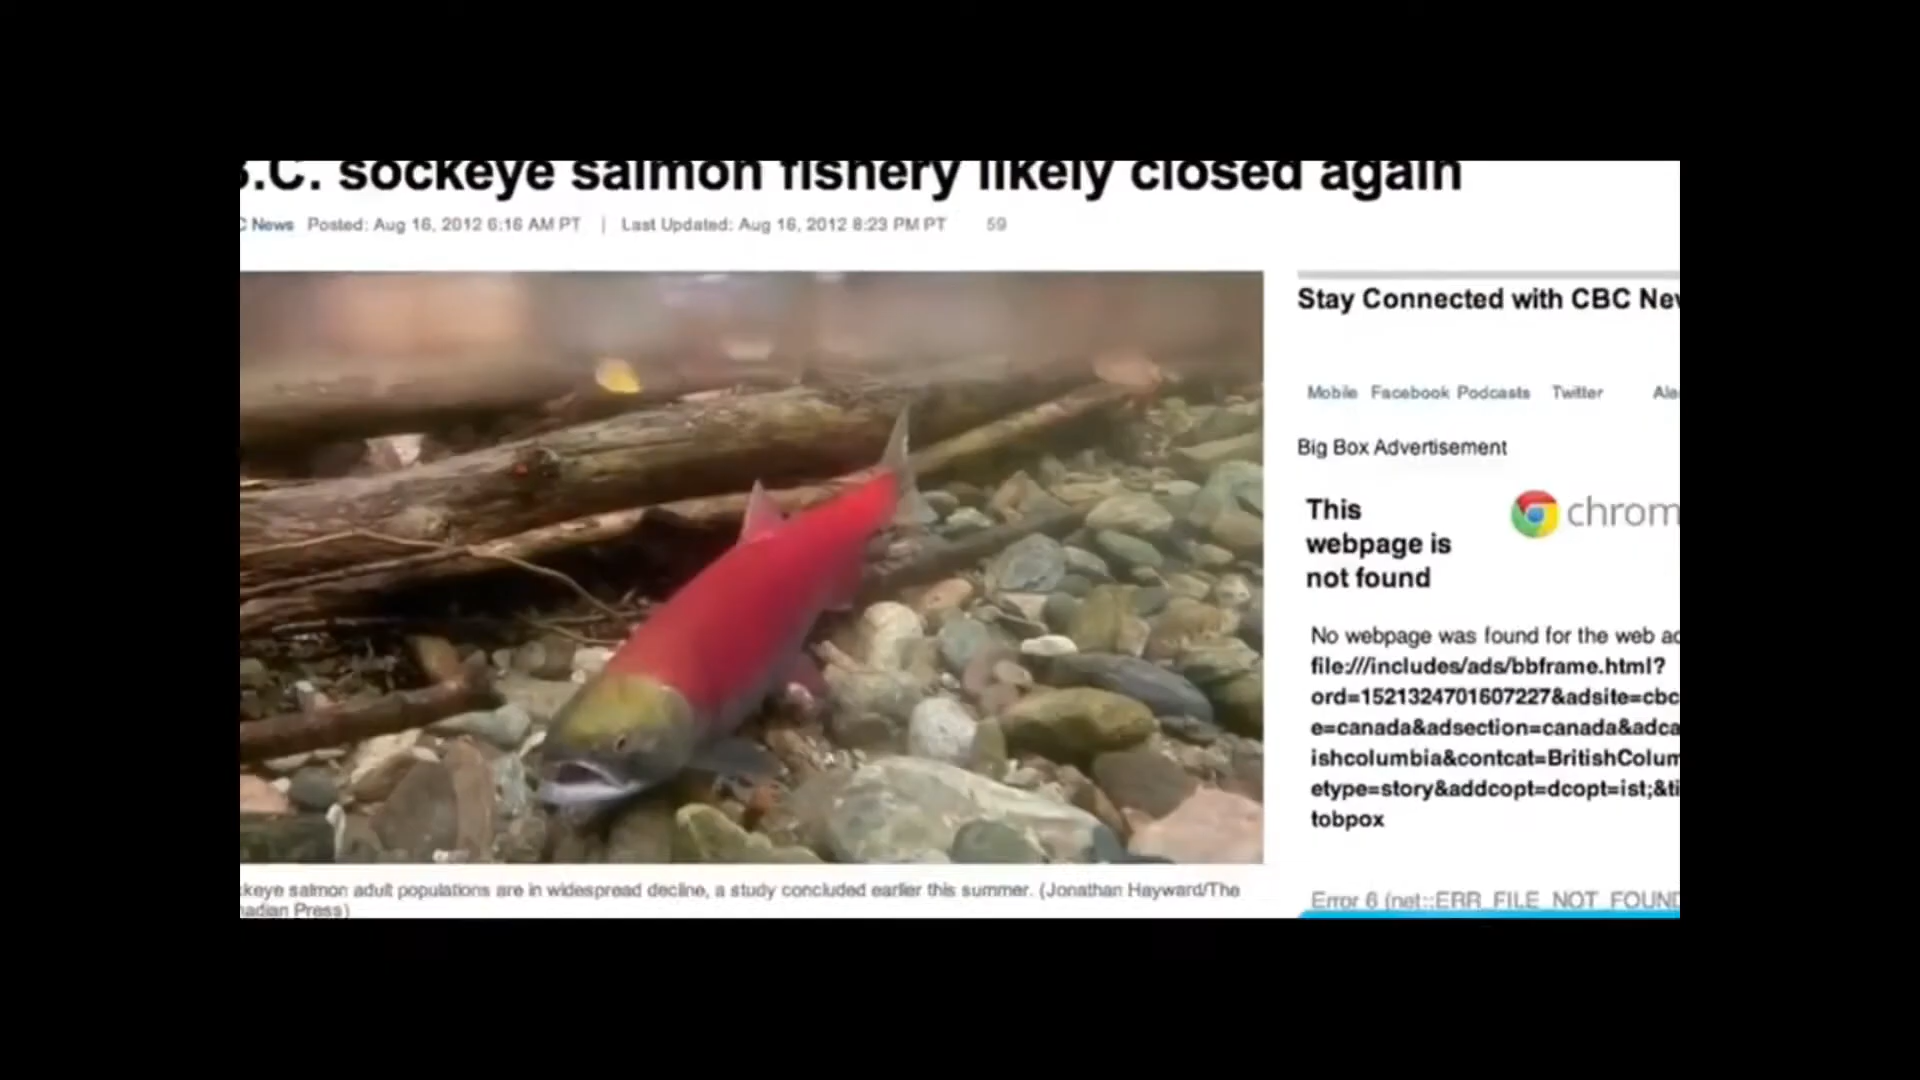 .C. sockeye salmon fishery likely closed again
C News Posted: Aug 16, 2012 6:16 AM PT | Last Updated: Aug 16, 2012 8:23 PM PT 59
Stay Connected with CBC New
Mobile Facebook Podcasts Twitter Ale
Big Box Advertisement
This
webpage is
not found
chrom
No webpage was found for the web ad
file:///includes/ads/bbframe.html?
ord=1521324701607227&adsite=cbc
e=canada&adsection=canada&adca
ishcolumbia&contcat=BritishColum
etype=story&addcopt=dcopt=ist;&ti
tobpox
keye salmon adult populations are in widespread decline, a study concluded earlier this summer. (Jonathan Hayward/The
nadian Press)
Error 6 (net::ERR_FILE_NOT_FOUND